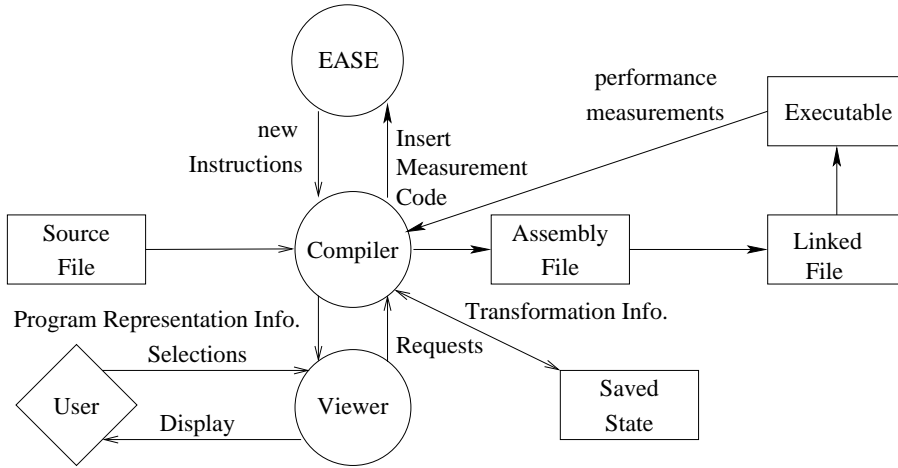 EASE
performance
measurements
Executable
new
Instructions
Insert
Measurement
Code
Source
File
Compiler
Assembly
File
Linked
File
Program Representation Info.
Transformation Info.
Selections
Requests
User
Viewer
Saved
State
Display